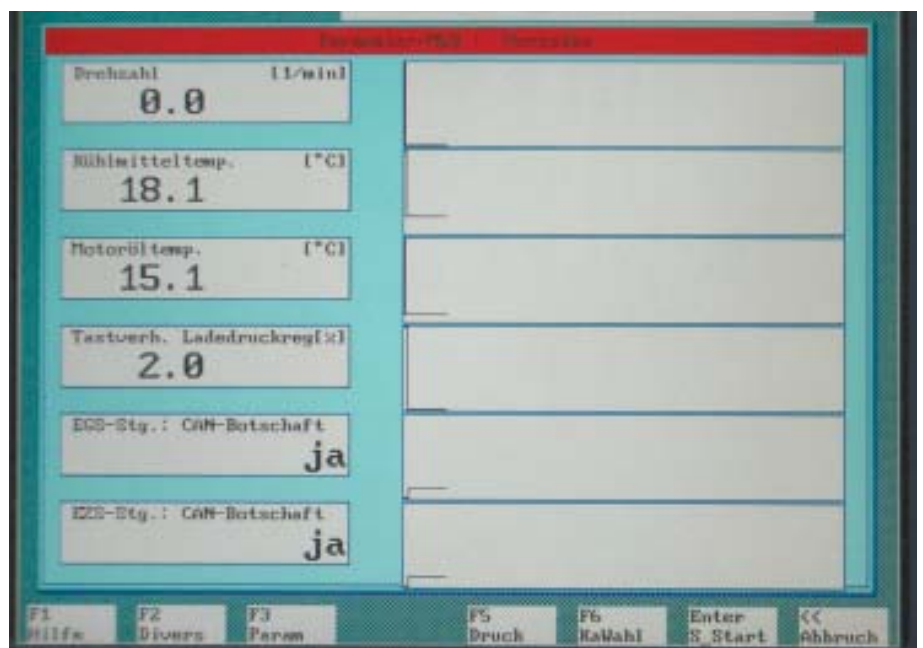 Drehzahl [1/min]
0.0
Kühlmitteltemp. [°C]
18.1
Motoröltemp. [°C]
15.1
Tastverh. Ladedruckreg[%]
2.0
EGS-Stg.: CAN-Botschaft
ja
EZS-Stg.: CAN-Botschaft
ja
F1 F2 F3 F5 F6 Enter <<
Hilfe Divers Param Druck KaWahl S_Start Abbruch